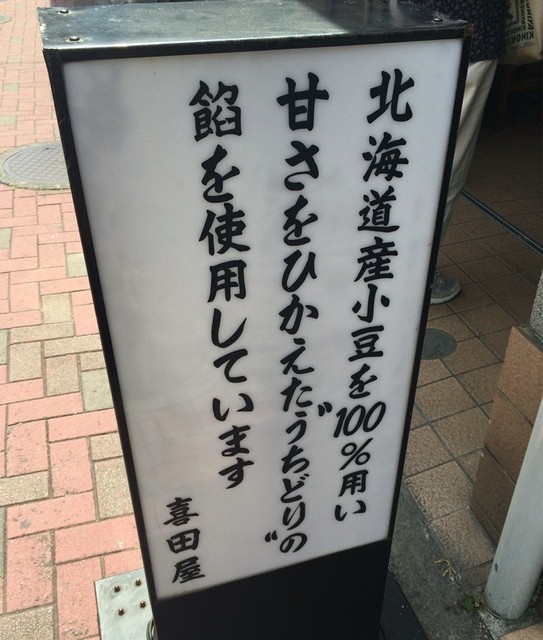 北海道産小豆を100%用い
甘さをひかえた"うちどりの"
餡を使用しています
喜田屋
KINOKU